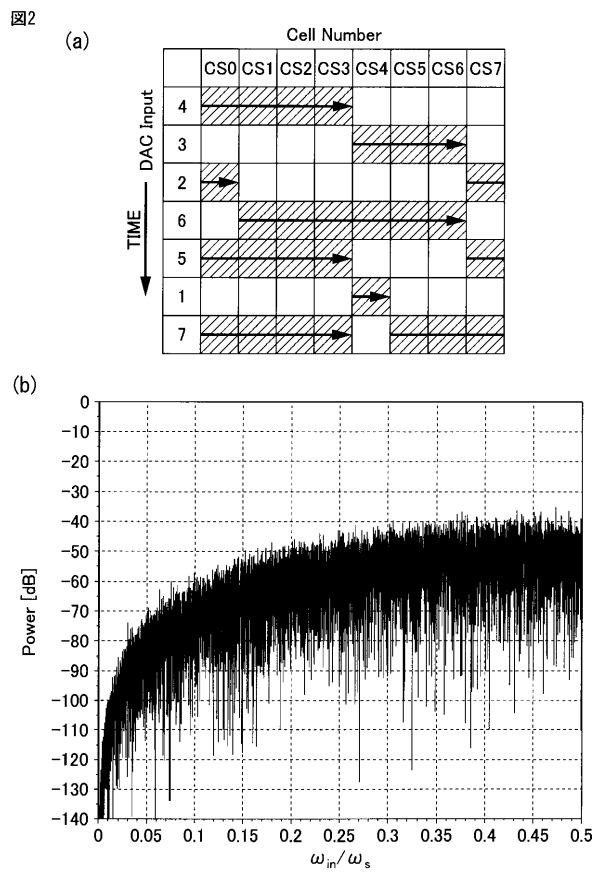 図2
(a)
Cell Number
CS0 CS1 CS2 CS3 CS4 CS5 CS6 CS7
DAC Input
TIME
4
3
2
6
5
1
7
(b)
Power [dB]
0
-10
-20
-30
-40
-50
-60
-70
-80
-90
-100
-110
-120
-130
-140
0 0.05 0.1 0.15 0.2 0.25 0.3 0.35 0.4 0.45 0.5
ωin/ωs